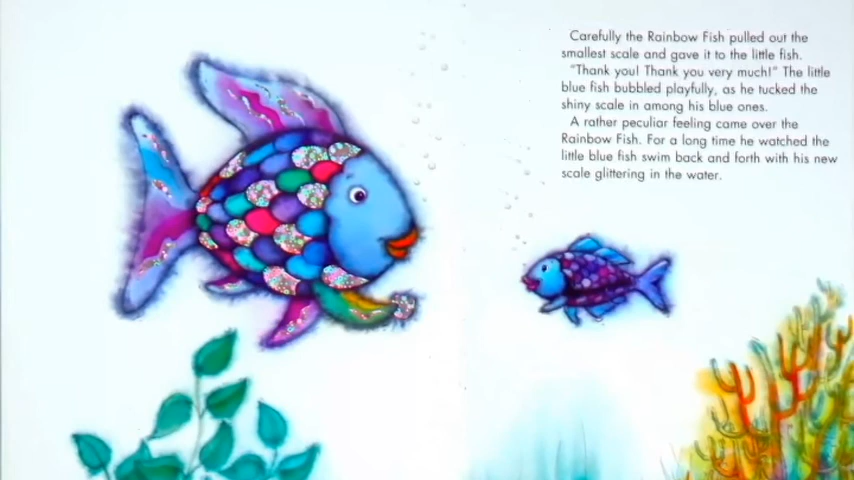 Carefully the Rainbow Fish pulled out the
smallest scale and gave it to the little fish.
"Thank you! Thank you very much!" The little
blue fish bubbled playfully, as he tucked the
shiny scale in among his blue ones.
A rather peculiar feeling came over the
Rainbow Fish. For a long time he watched the
little blue fish swim back and forth with his new
scale glittering in the water.